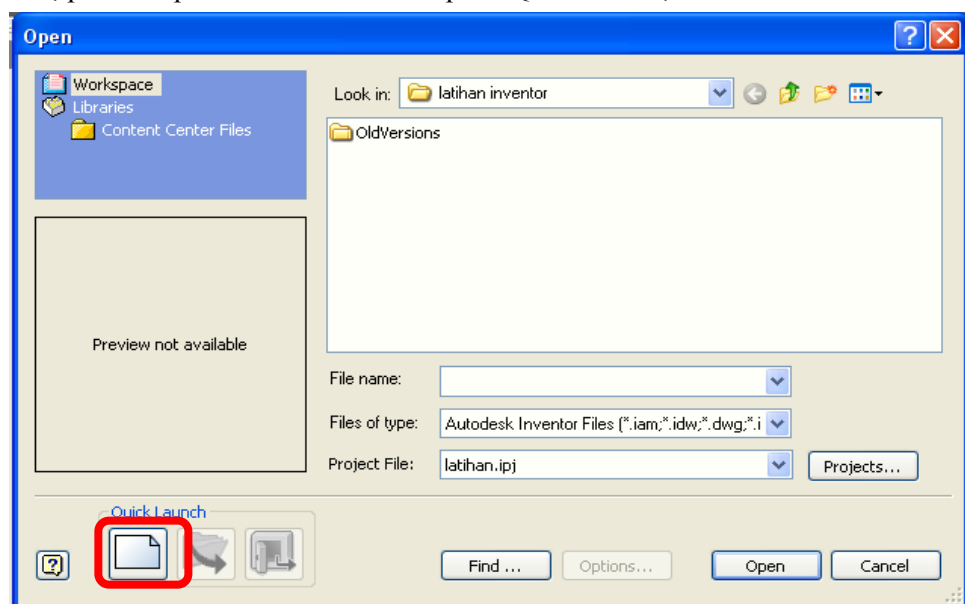 Open
Workspace
Libraries
Content Center Files
Look in: latihan inventor
OldVersions
Preview not available
File name:
Files of type: Autodesk Inventor Files (*.iam;*.idw;*.dwg;*.i
Project File: latihan.ipj Projects...
Quick Launch
Find ... Options... Open Cancel